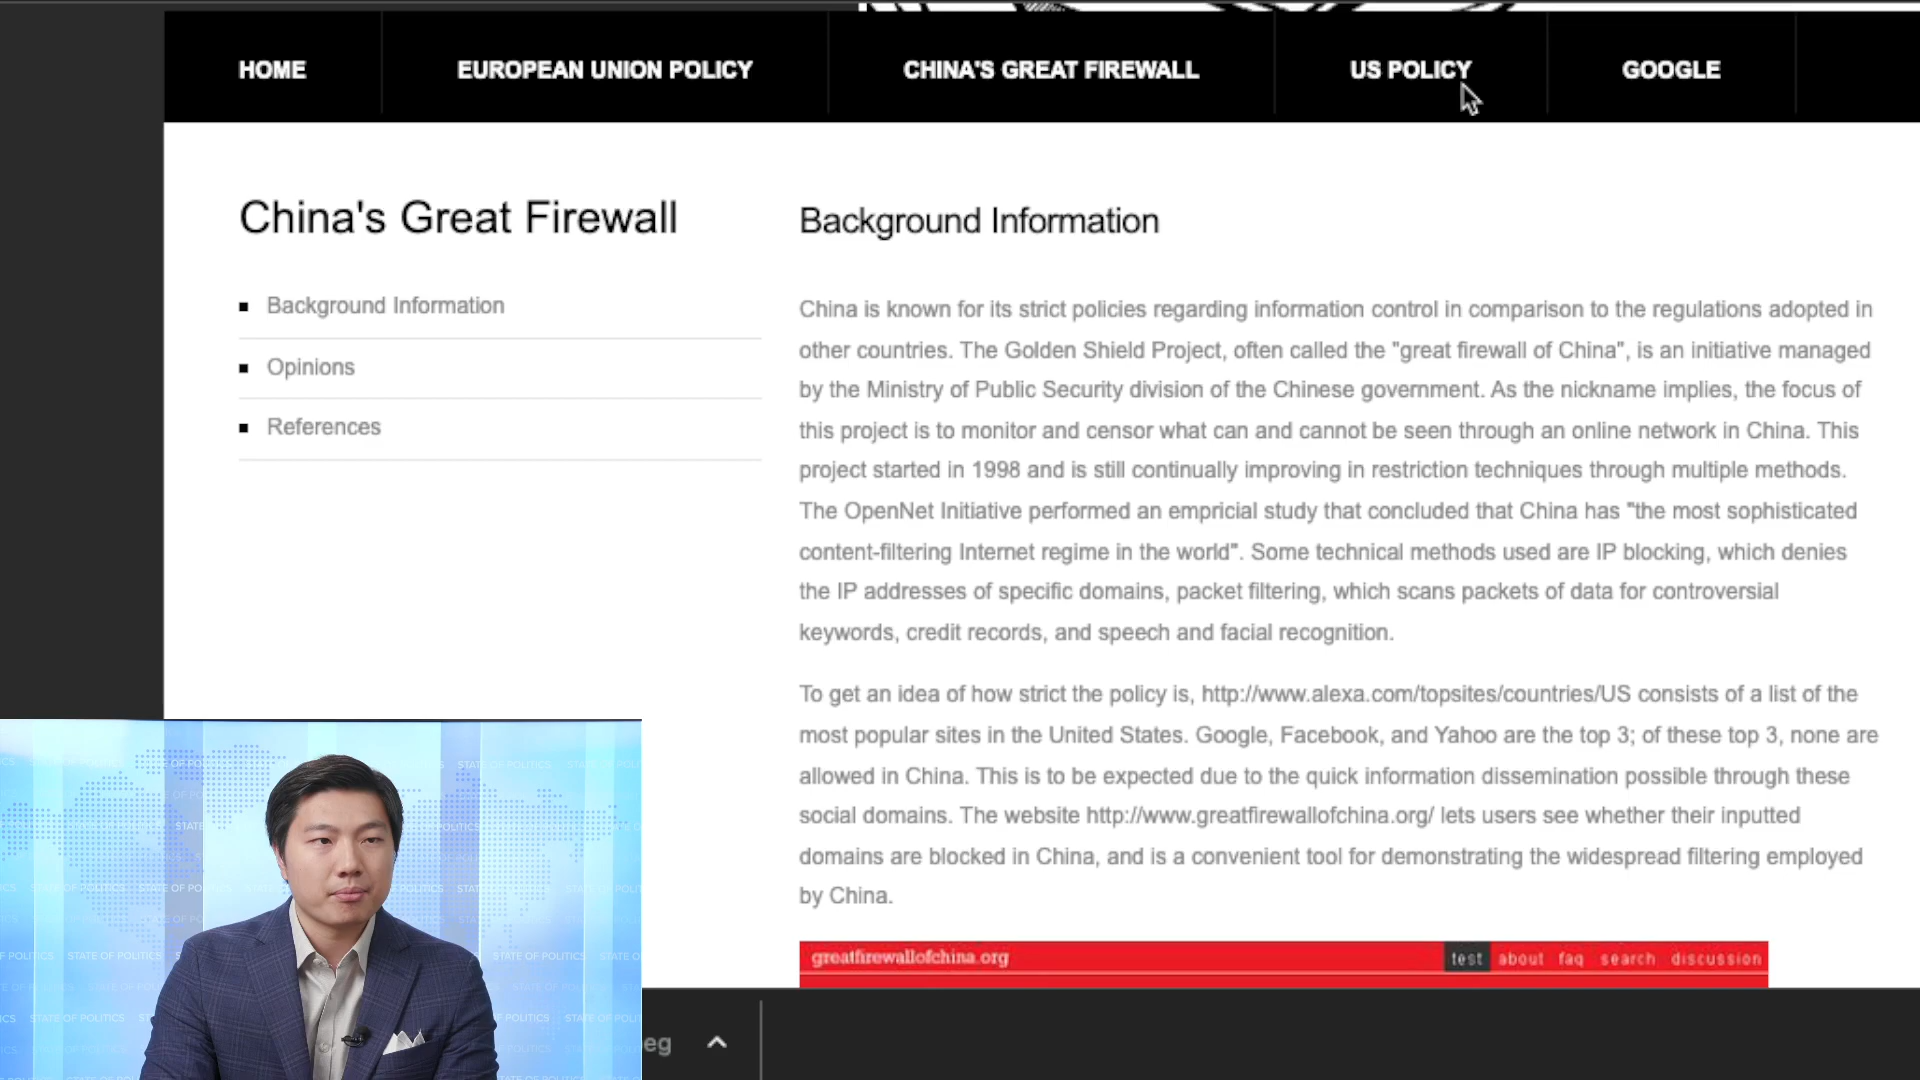 HOME EUROPEAN UNION POLICY CHINA'S GREAT FIREWALL US POLICY GOOGLE
China's Great Firewall
Background Information
Opinions
References
Background Information
China is known for its strict policies regarding information control in comparison to the regulations adopted in
other countries. The Golden Shield Project, often called the "great firewall of China", is an initiative managed
by the Ministry of Public Security division of the Chinese government. As the nickname implies, the focus of
this project is to monitor and censor what can and cannot be seen through an online network in China. This
project started in 1998 and is still continually improving in restriction techniques through multiple methods.
The OpenNet Initiative performed an empricial study that concluded that China has "the most sophisticated
content-filtering Internet regime in the world". Some technical methods used are IP blocking, which denies
the IP addresses of specific domains, packet filtering, which scans packets of data for controversial
keywords, credit records, and speech and facial recognition.
To get an idea of how strict the policy is, http://www.alexa.com/topsites/countries/US consists of a list of the
most popular sites in the United States. Google, Facebook, and Yahoo are the top 3; of these top 3, none are
allowed in China. This is to be expected due to the quick information dissemination possible through these
social domains. The website http://www.greatfirewallofchina.org/ lets users see whether their inputted
domains are blocked in China, and is a convenient tool for demonstrating the widespread filtering employed
by China.
greatfirewallofchina.org test about faq search discussion
STATE OF POLITICS
eg